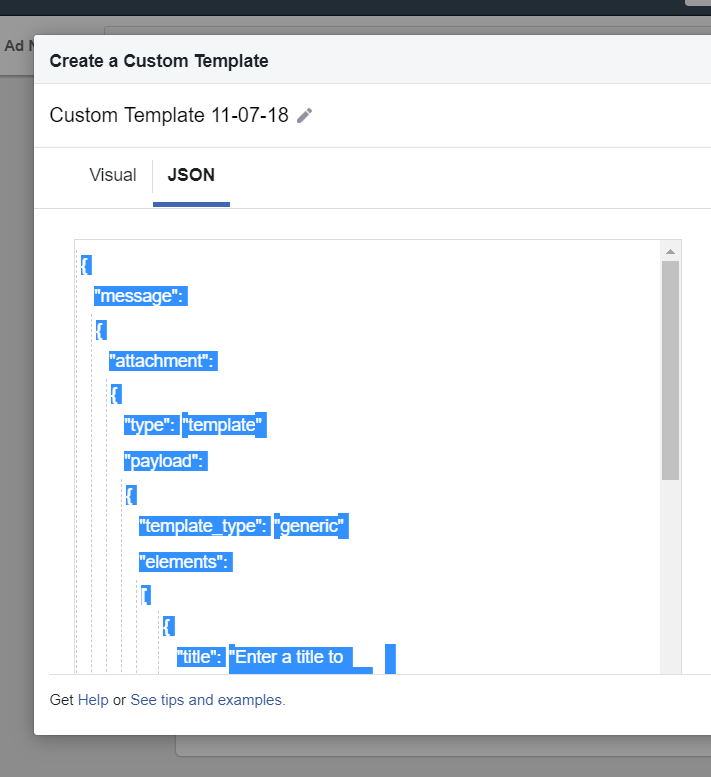 Ad
Create a Custom Template
Custom Template 11-07-18
Visual
JSON
{
"message":
{
"attachment":
{
"type": "template"
"payload":
{
"template_type": "generic"
"elements":
[
{
"title": "Enter a title to
Get Help or See tips and examples.